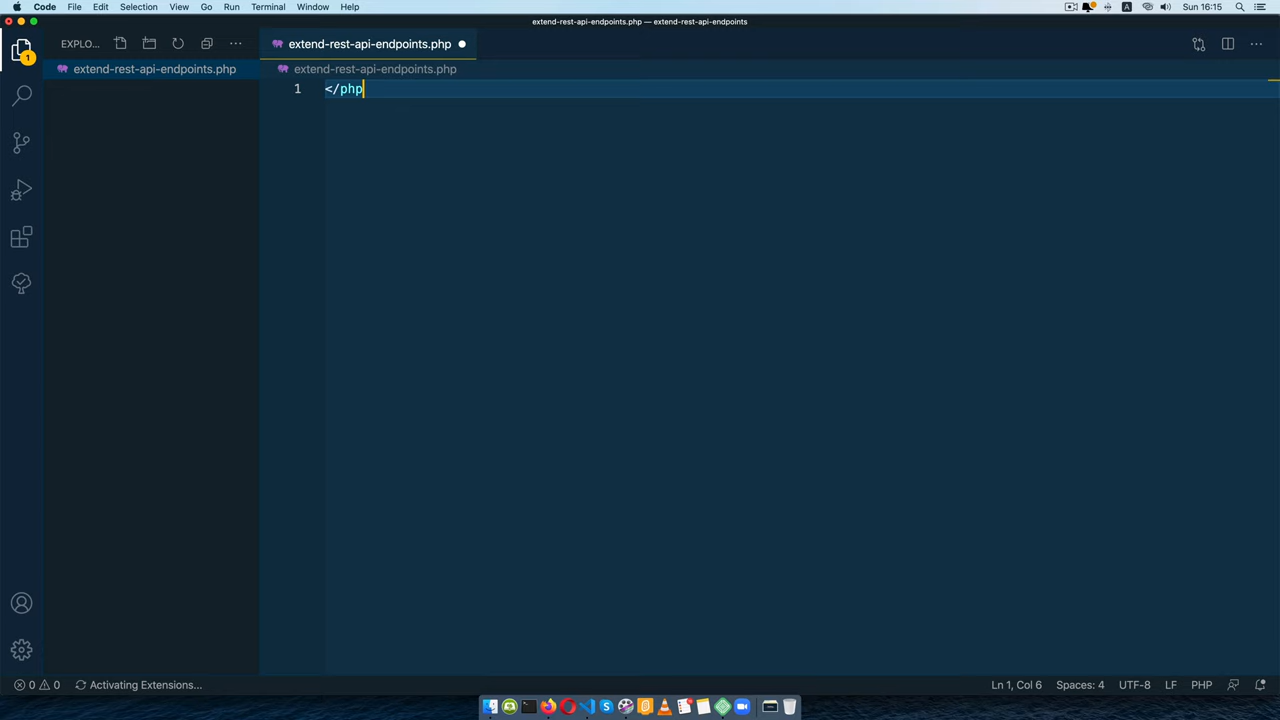 Code File Edit Selection View Go Run Terminal Window Help A Sun 16:15
extend-rest-api-endpoints.php — extend-rest-api-endpoints
EXPLO... extend-rest-api-endpoints.php
1
extend-rest-api-endpoints.php extend-rest-api-endpoints.php
1 </php
0 0 Activating Extensions... Ln 1, Col 6 Spaces: 4 UTF-8 LF PHP